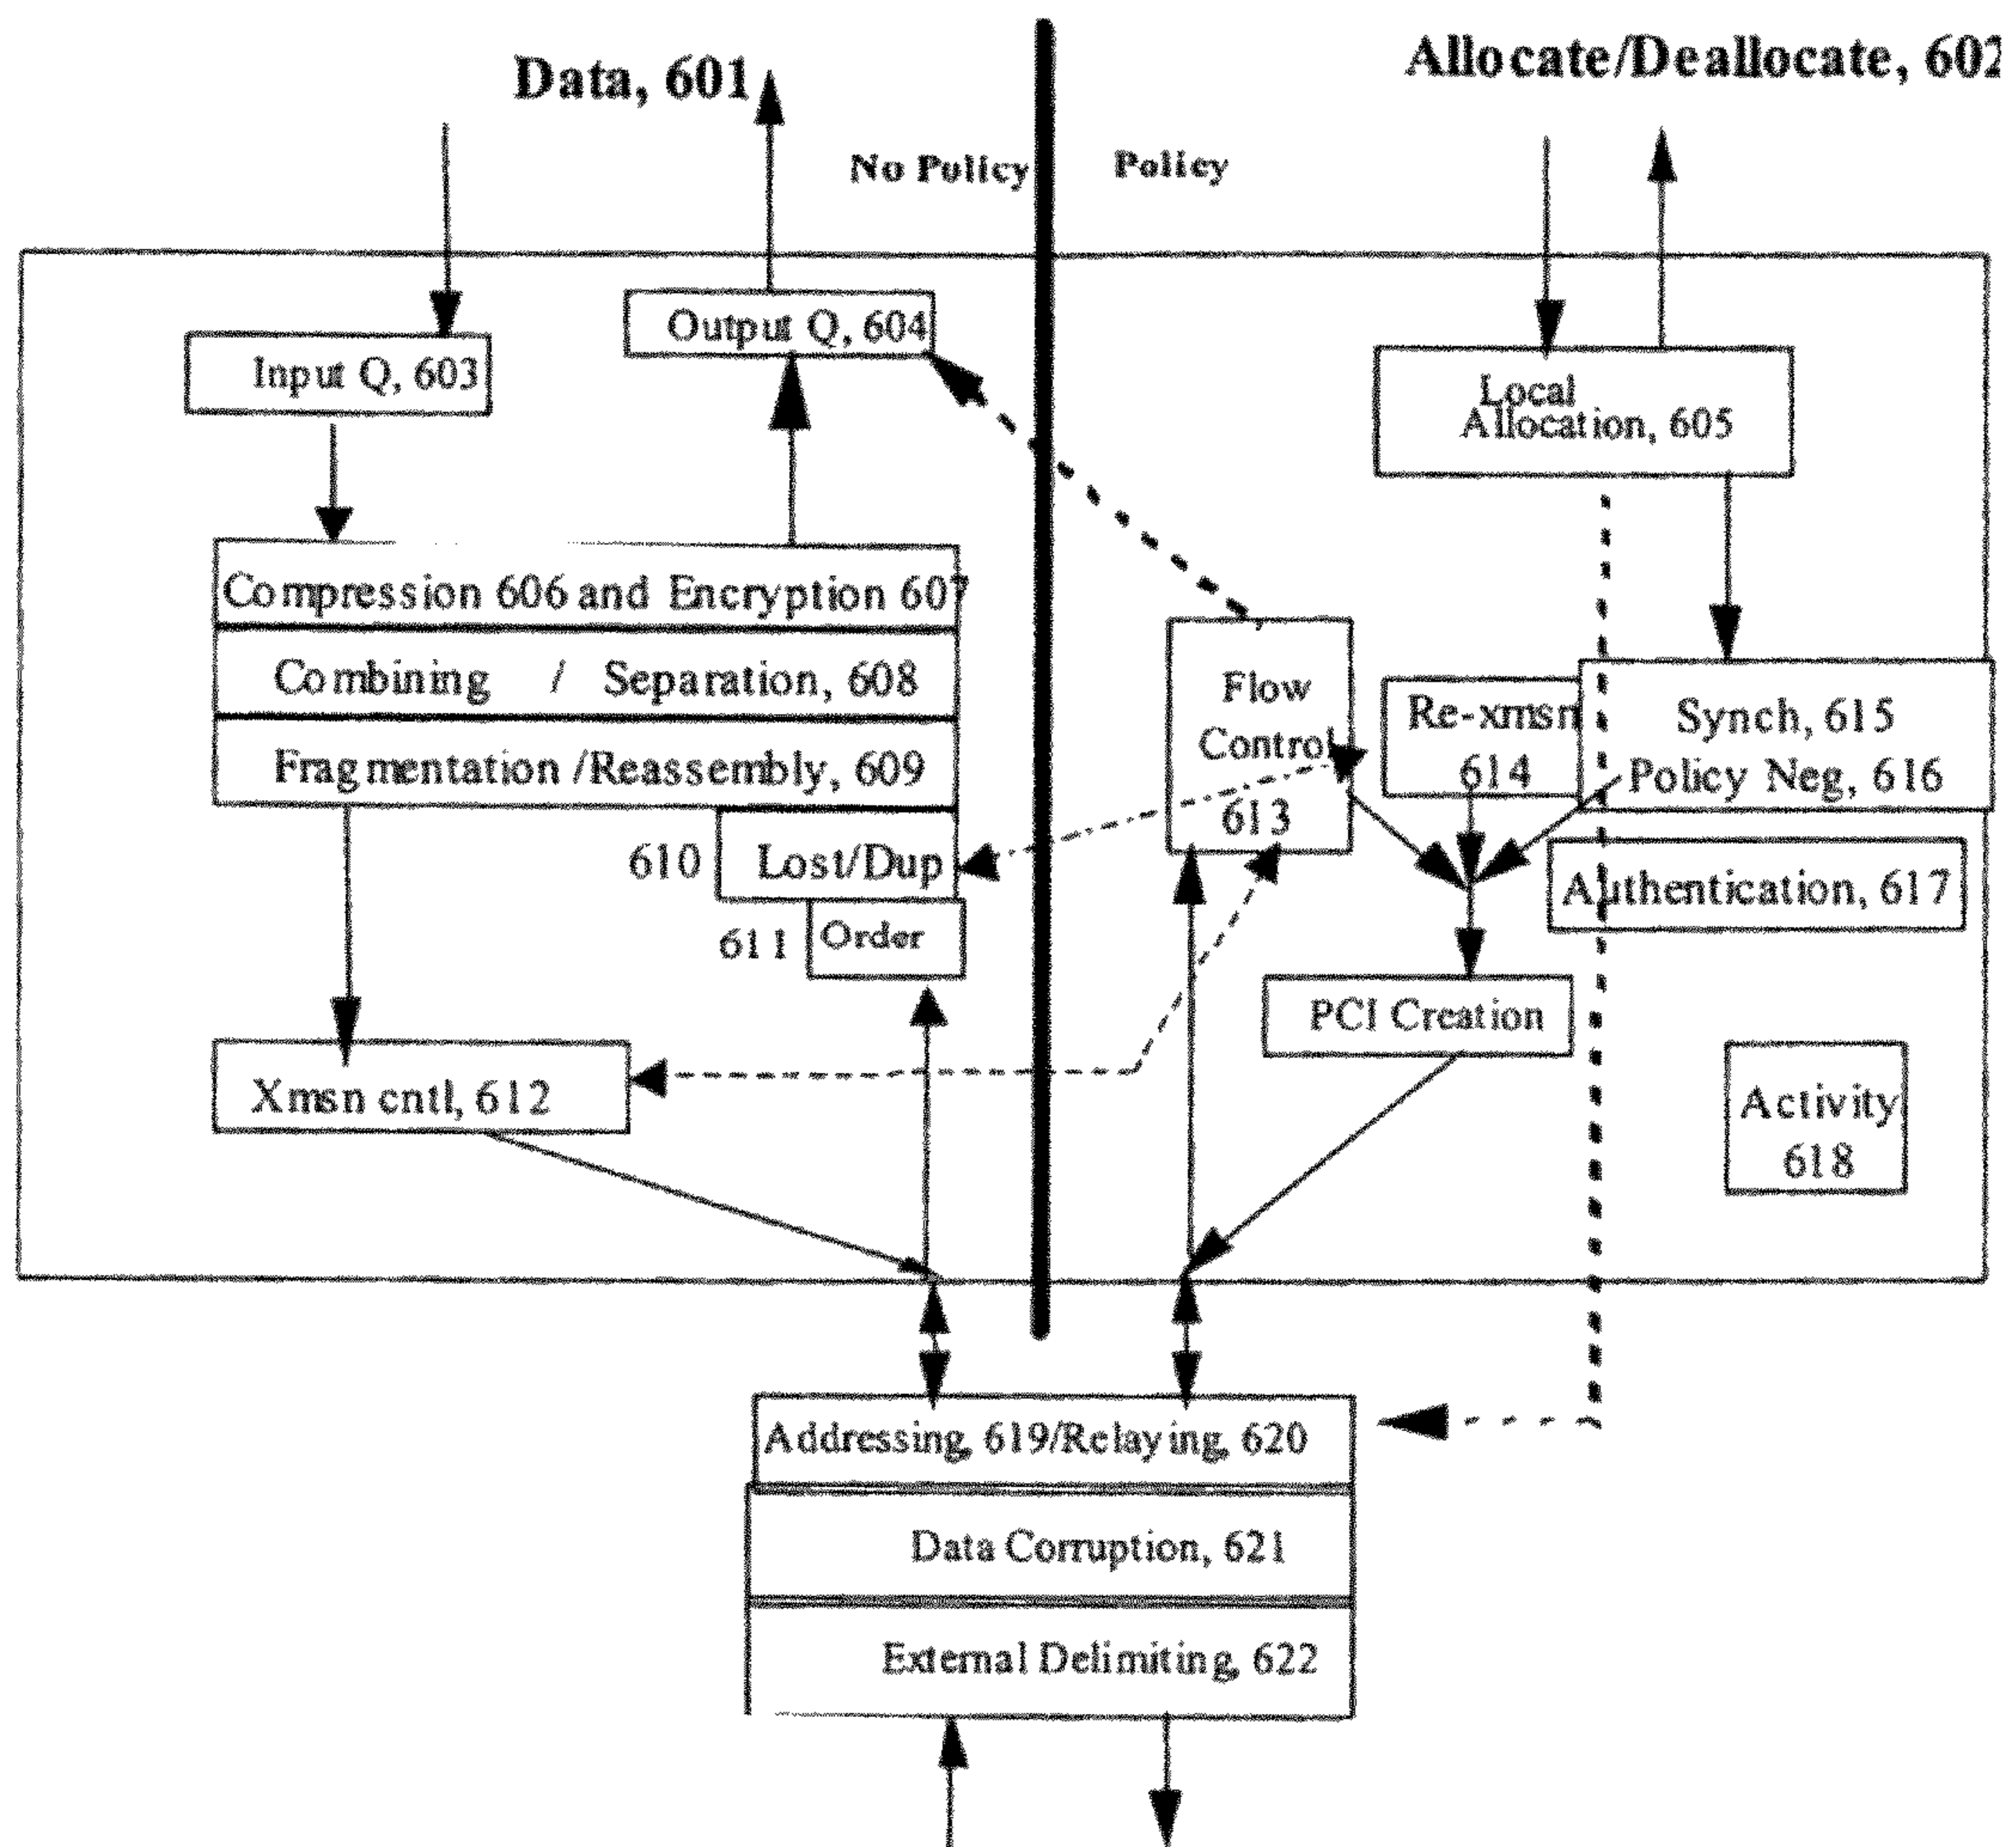 Data, 601
Allocate/Deallocate, 602
No Policy
Policy
Output Q, 604
Input Q, 603
Local
Allocation, 605
Compression 606 and Encryption 607
Combining / Separation, 608
Fragmentation /Reassembly, 609
610 Lost/Dup
611 Order
Flow
Control
613
Re-xmsn
614
Synch, 615
Policy Neg, 616
Authentication, 617
PCI Creation
Xmsn cntl, 612
Activity
618
Addressing, 619/Relaying, 620
Data Corruption, 621
External Delimiting, 622